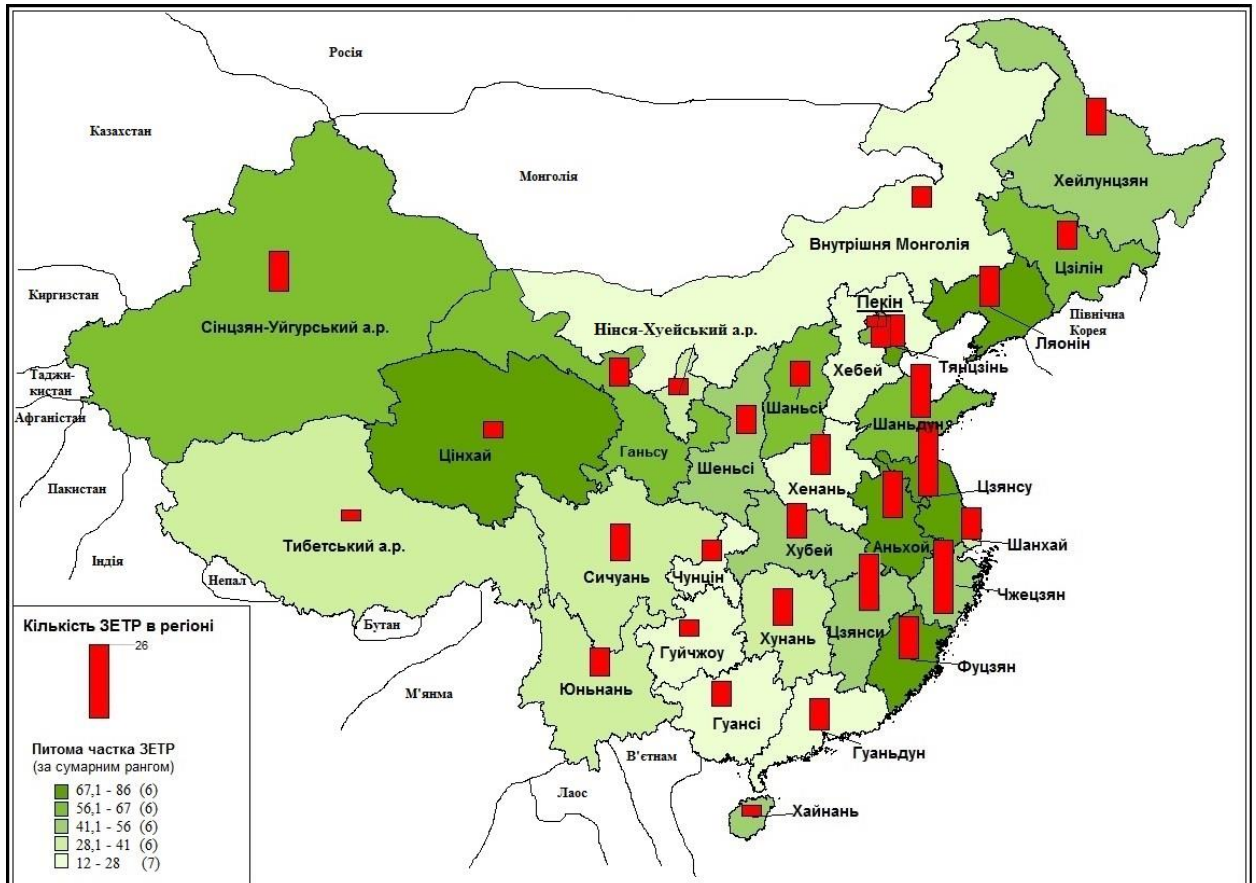 Росія
Казахстан
Монголія
Хейлунцзян
Внутрішня Монголія
Цзілін
Киргизстан
Пекін
Північна
Корея
Сінцзян-Уйгурський а.р.
Нінся-Хуейський а.р.
Ляонін
Таджи-
кистан
Хебей
Тянцзінь
Афганістан
Шаньсі
Шаньдун
Цінхай
Ганьсу
Шеньсі
Пакистан
Хенань
Цзянсу
Тибетський а.р.
Хубей
Аньхой
Шанхай
Індія
Сичуань
Чунцін
Непал
Чжецзян
Бутан
Хунань
Цзянси
Гуйчжоу
Фуцзян
М'янма
Юньнань
Гуансі
Гуаньдун
В'єтнам
Лаос
Хайнань
Кількість ЗЕТР в регіоні
26
Питома частка ЗЕТР
(за сумарним рангом)
67,1 - 86 (6)
56,1 - 67 (6)
41,1 - 56 (6)
28,1 - 41 (6)
12 - 28 (7)